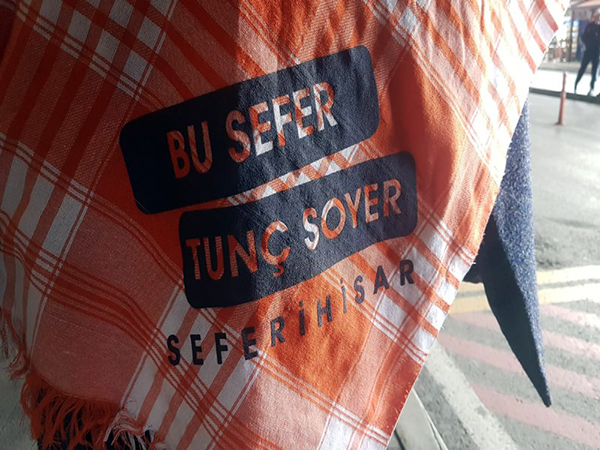 BU SEFER
TUNÇ SOYER
SEFERİHİSAR